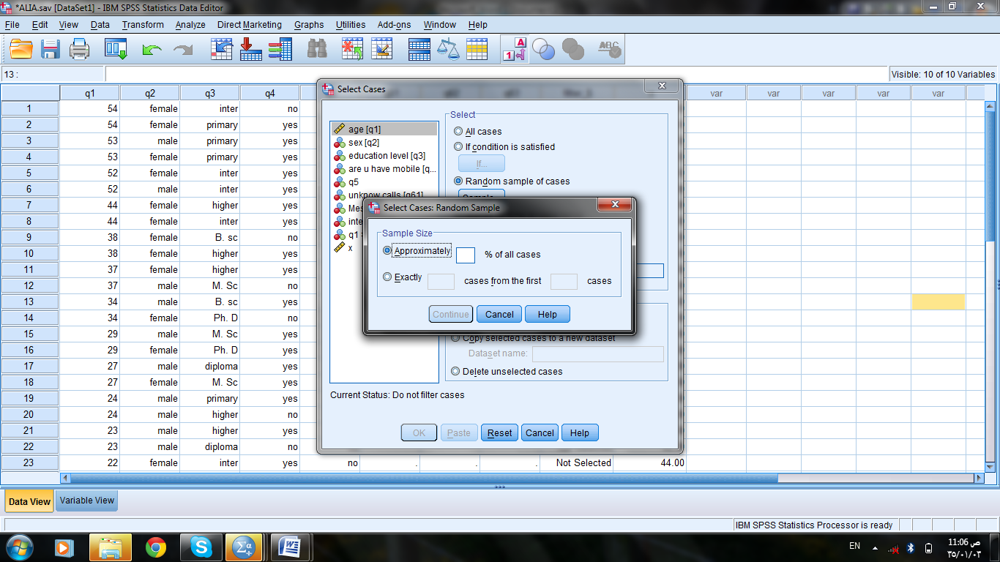 *ALIA.sav [DataSet1] - IBM SPSS Statistics Data Editor
File Edit View Data Transform Analyze Direct Marketing Graphs Utilities Add-ons Window Help
13 :
Visible: 10 of 10 Variables
q1 q2 q3 q4 var var var var var
1 54 female inter no
2 54 female primary yes
3 53 male primary yes
4 53 female primary yes
5 52 female inter yes
6 52 male inter yes
7 44 female higher yes
8 44 female inter yes
9 38 female B. sc no
10 38 female higher yes
11 37 female higher yes
12 37 male M. Sc no
13 34 male B. sc yes
14 34 female Ph. D no
15 29 male M. Sc yes
16 29 female Ph. D yes
17 27 male diploma yes
18 27 female M. Sc yes
19 24 male primary yes
20 24 male higher no
21 23 male higher yes
22 23 male diploma no
23 22 female inter yes no . . . Not Selected 44.00
Select Cases
age [q1]
sex [q2]
education level [q3]
are u have mobile [q...
q5
unknow calls [q61]
Mes
inte
q1
x
Select
All cases
If condition is satisfied
If...
Random sample of cases
Sample
Select Cases: Random Sample
Sample Size
Approximately % of all cases
Exactly cases from the first cases
Continue Cancel Help
Copy selected cases to a new dataset
Dataset name:
Delete unselected cases
Current Status: Do not filter cases
OK Paste Reset Cancel Help
Data View Variable View
IBM SPSS Statistics Processor is ready
EN
11:06 ص
٣٥/٠١/٠٣